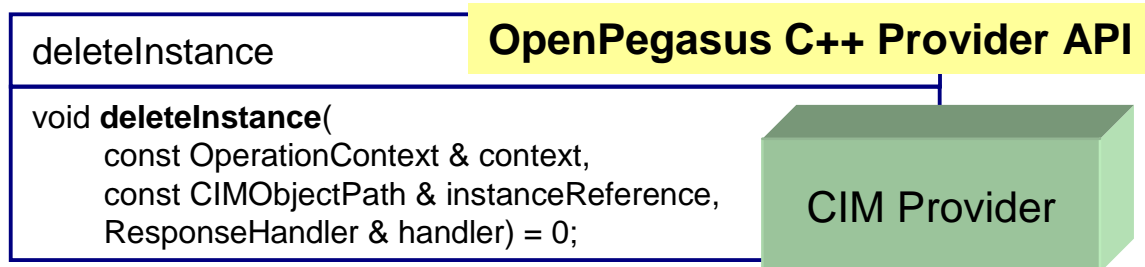 OpenPegasus C++ Provider API
deleteInstance
void deleteInstance(
const OperationContext & context,
const CIMObjectPath & instanceReference,
ResponseHandler & handler) = 0;
CIM Provider